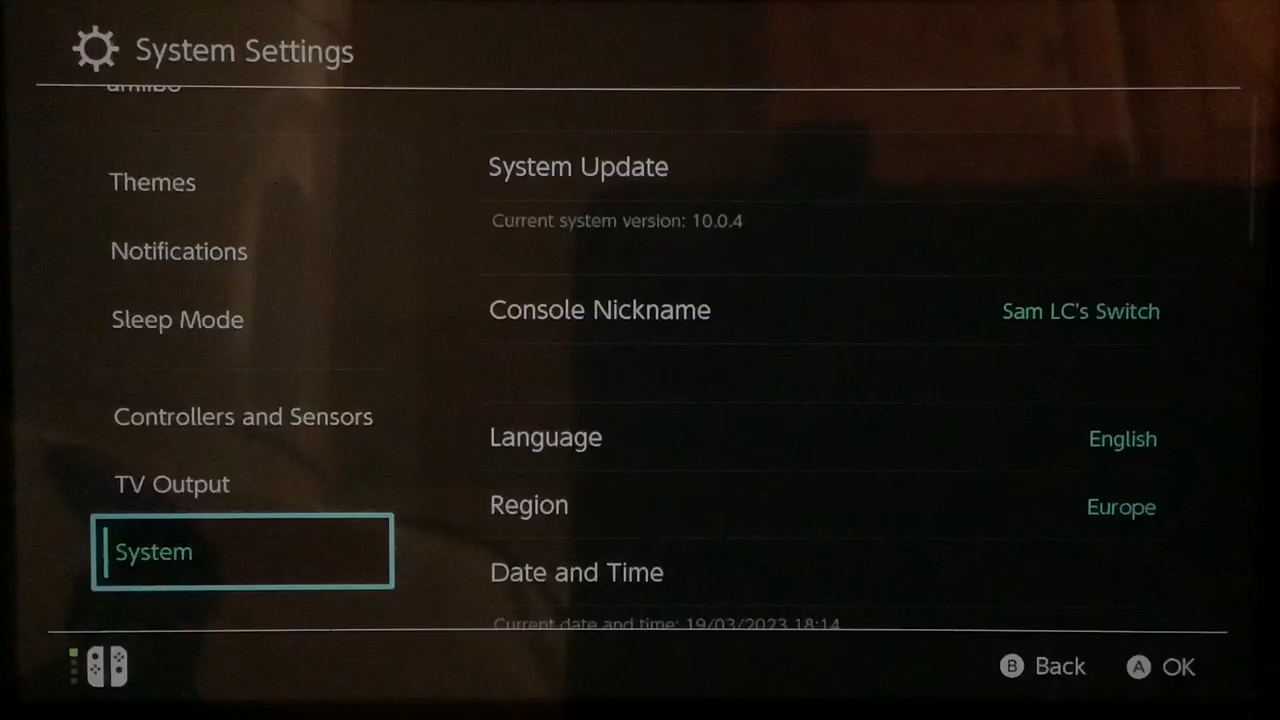 System Settings
amiibo
Themes
Notifications
Sleep Mode
Controllers and Sensors
TV Output
System
System Update
Current system version: 10.0.4
Console Nickname Sam LC's Switch
Language English
Region Europe
Date and Time
Current date and time: 19/03/2023 18:14
B Back A OK